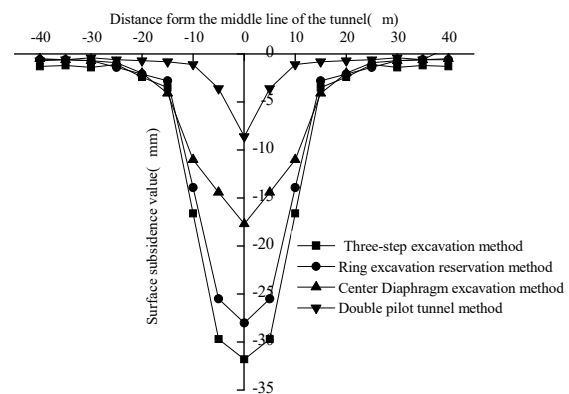 Distance form the middle line of the tunnel( m)
-40 -30 -20 -10 0 10 20 30 40
0
-5
-10
-15
-20
-25
-30
-35
Surface subsidence value( mm)
Three-step excavation method
Ring excavation reservation method
Center Diaphragm excavation method
Double pilot tunnel method